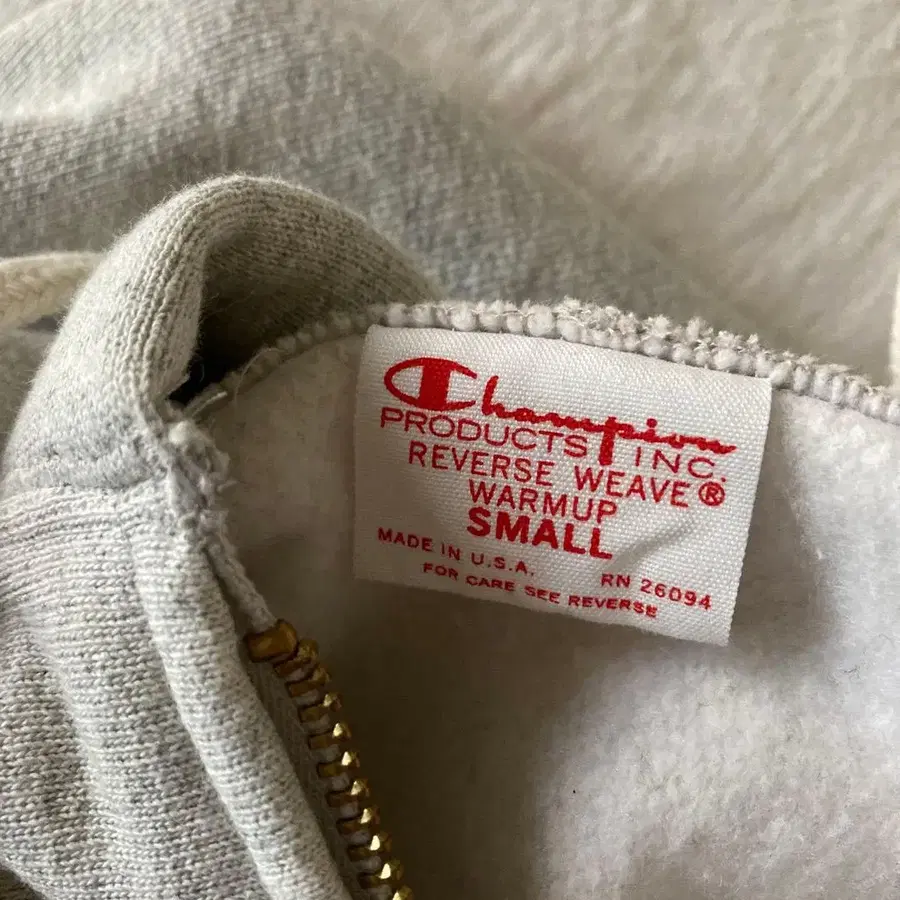 Champion
PRODUCTS INC.
REVERSE WEAVE®
WARMUP
SMALL
MADE IN U.S.A. RN 26094
FOR CARE SEE REVERSE